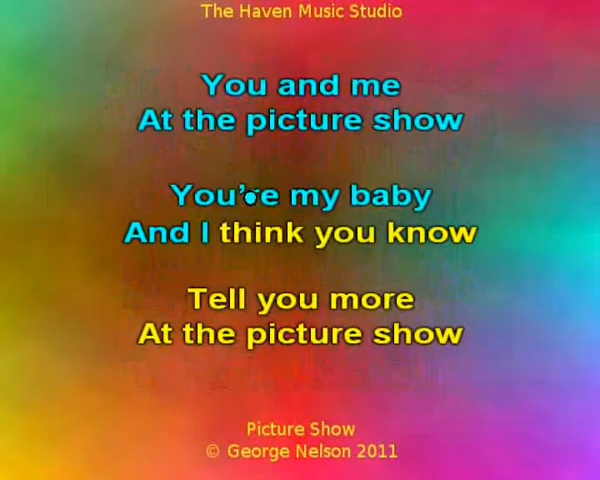 The Haven Music Studio
You and me
At the picture show
You're my baby
And I think you know
Tell you more
At the picture show
Picture Show
© George Nelson 2011